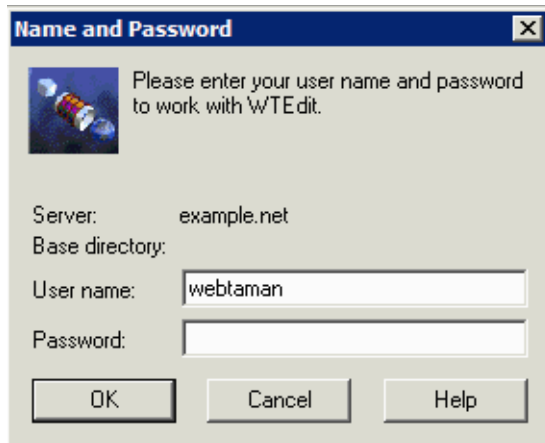 Name and Password
Please enter your user name and password
to work with WTEdit.
Server: example.net
Base directory:
User name: webtaman
Password:
OK Cancel Help